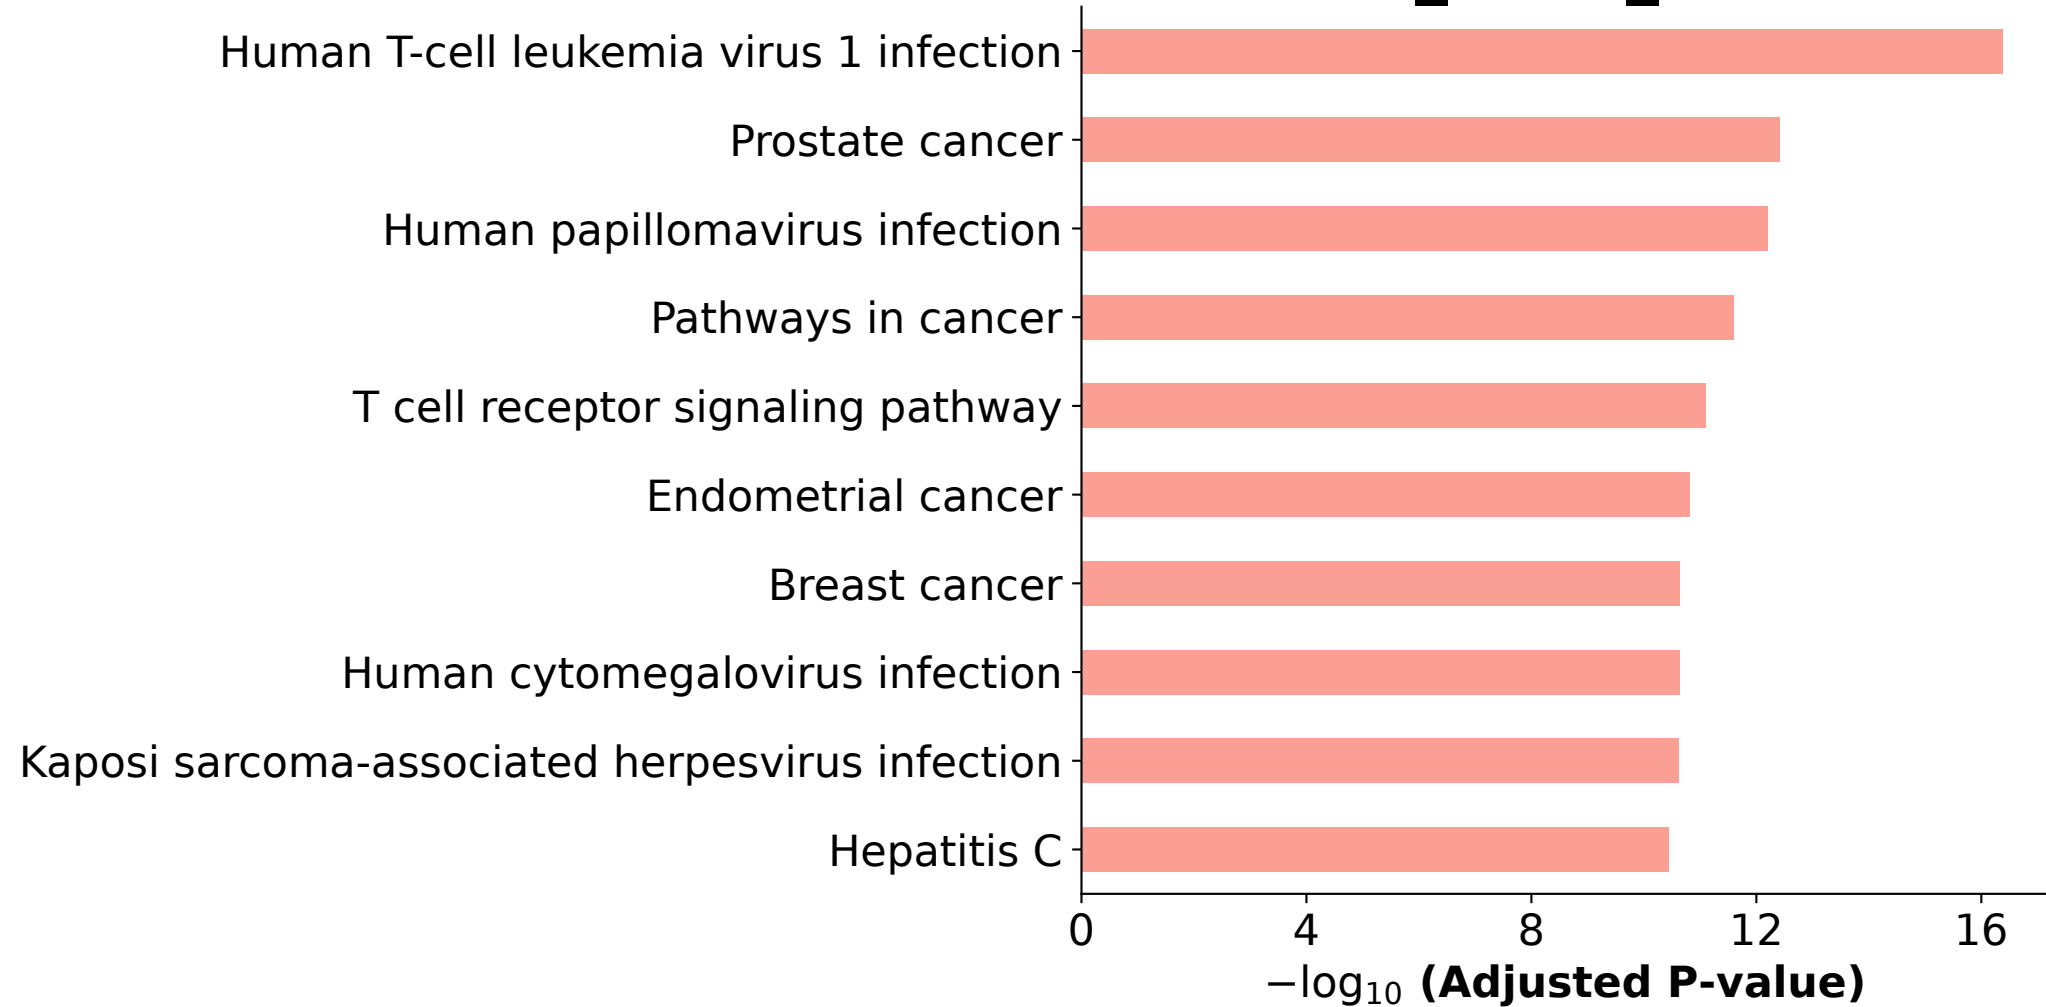 Human T-cell leukemia virus 1 infection
Prostate cancer
Human papillomavirus infection
Pathways in cancer
T cell receptor signaling pathway
Endometrial cancer
Breast cancer
Human cytomegalovirus infection
Kaposi sarcoma-associated herpesvirus infection
Hepatitis C
0 4 8 12 16
−log₁₀ (Adjusted P-value)